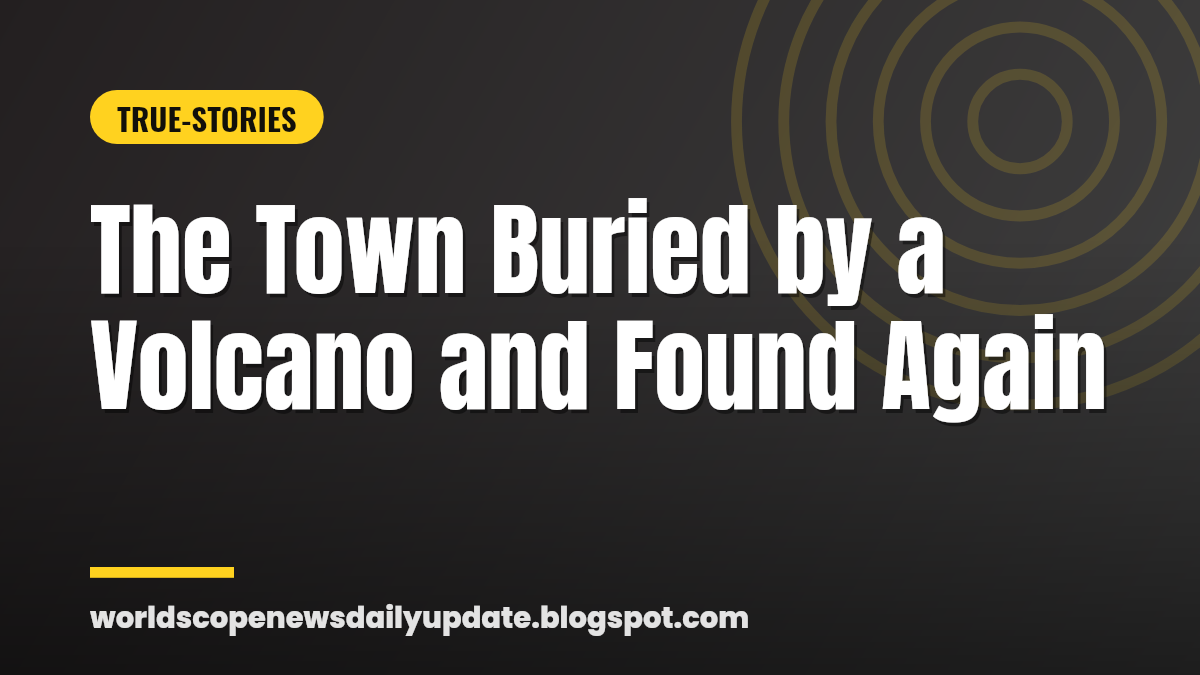 TRUE-STORIES
The Town Buried by a
Volcano and Found Again
worldscopenewsdailyupdate.blogspot.com